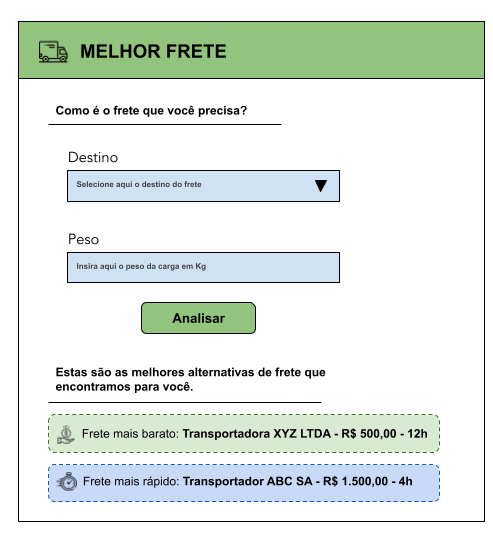 MELHOR FRETE
Como é o frete que você precisa?
Destino
Selecione aqui o destino do frete
Peso
Insira aqui o peso da carga em Kg
Analisar
Estas são as melhores alternativas de frete que
encontramos para você.
Frete mais barato: Transportadora XYZ LTDA - R$ 500,00 - 12h
Frete mais rápido: Transportador ABC SA - R$ 1.500,00 - 4h